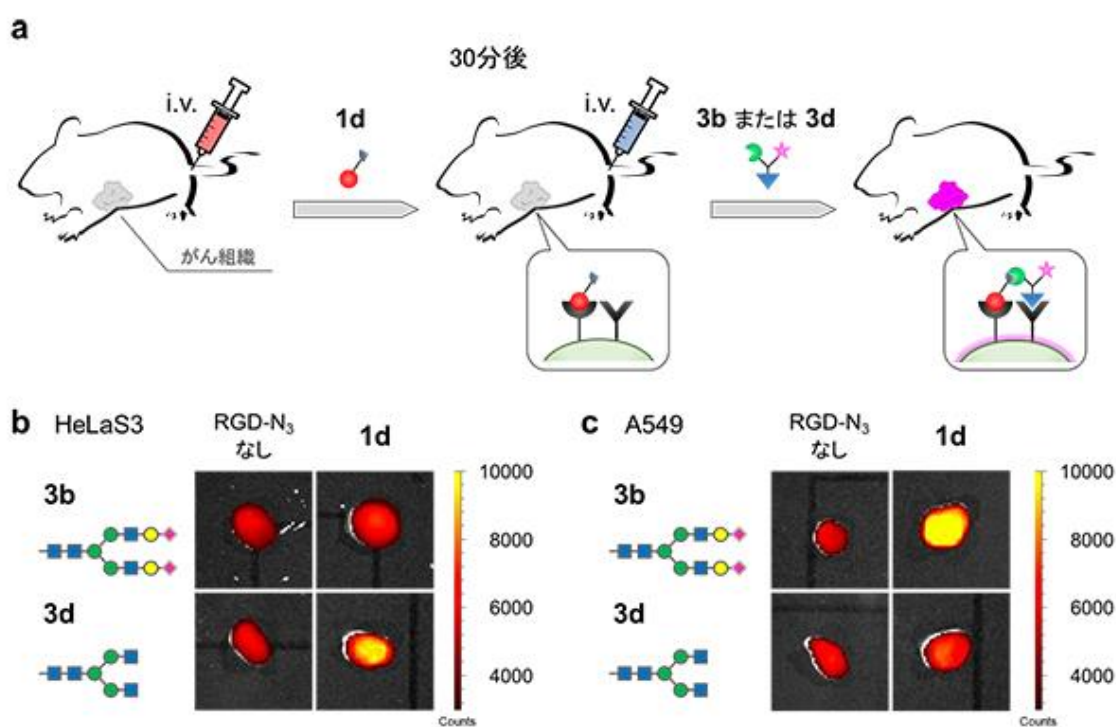 a
30分後
i.v.
1d
i.v.
3b または 3d
がん組織
b HeLaS3
RGD-N3
なし
1d
3b
3d
10000
8000
6000
4000
Counts
c A549
RGD-N3
なし
1d
3b
3d
10000
8000
6000
4000
Counts